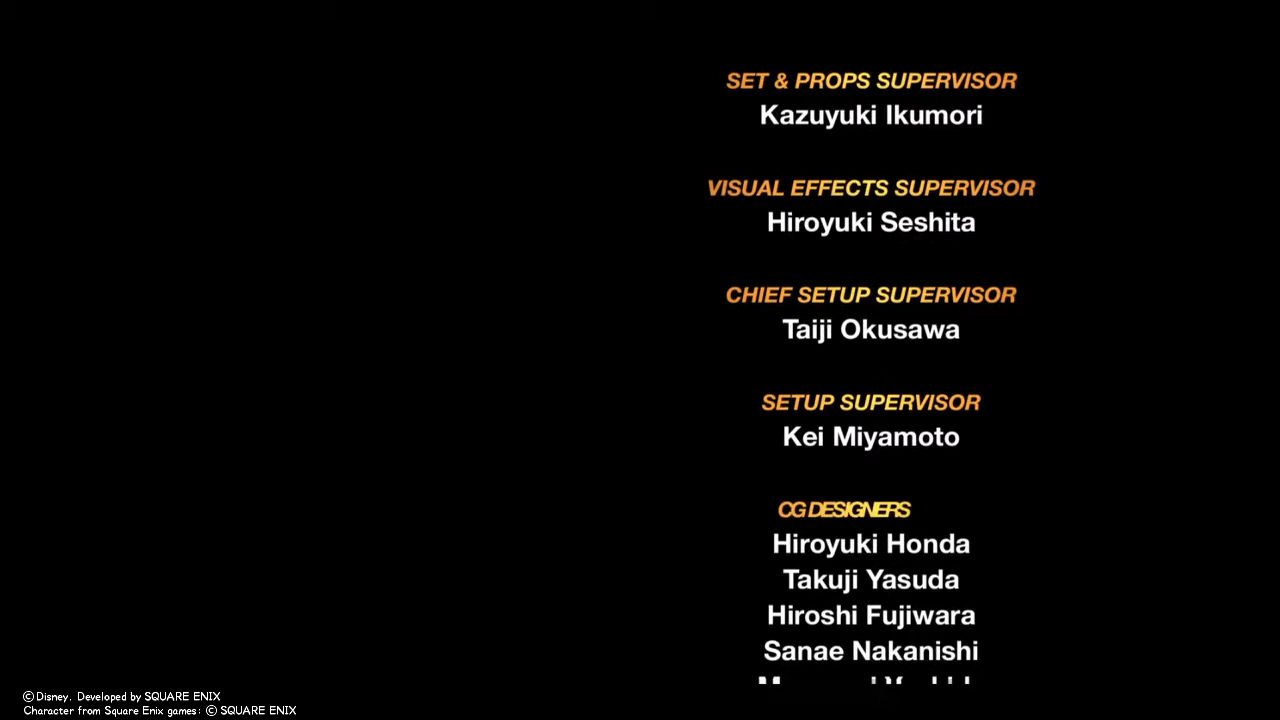 SET & PROPS SUPERVISOR
Kazuyuki Ikumori
VISUAL EFFECTS SUPERVISOR
Hiroyuki Seshita
CHIEF SETUP SUPERVISOR
Taiji Okusawa
SETUP SUPERVISOR
Kei Miyamoto
CG DESIGNERS
Hiroyuki Honda
Takuji Yasuda
Hiroshi Fujiwara
Sanae Nakanishi
© Disney. Developed by SQUARE ENIX
Character from Square Enix games: © SQUARE ENIX